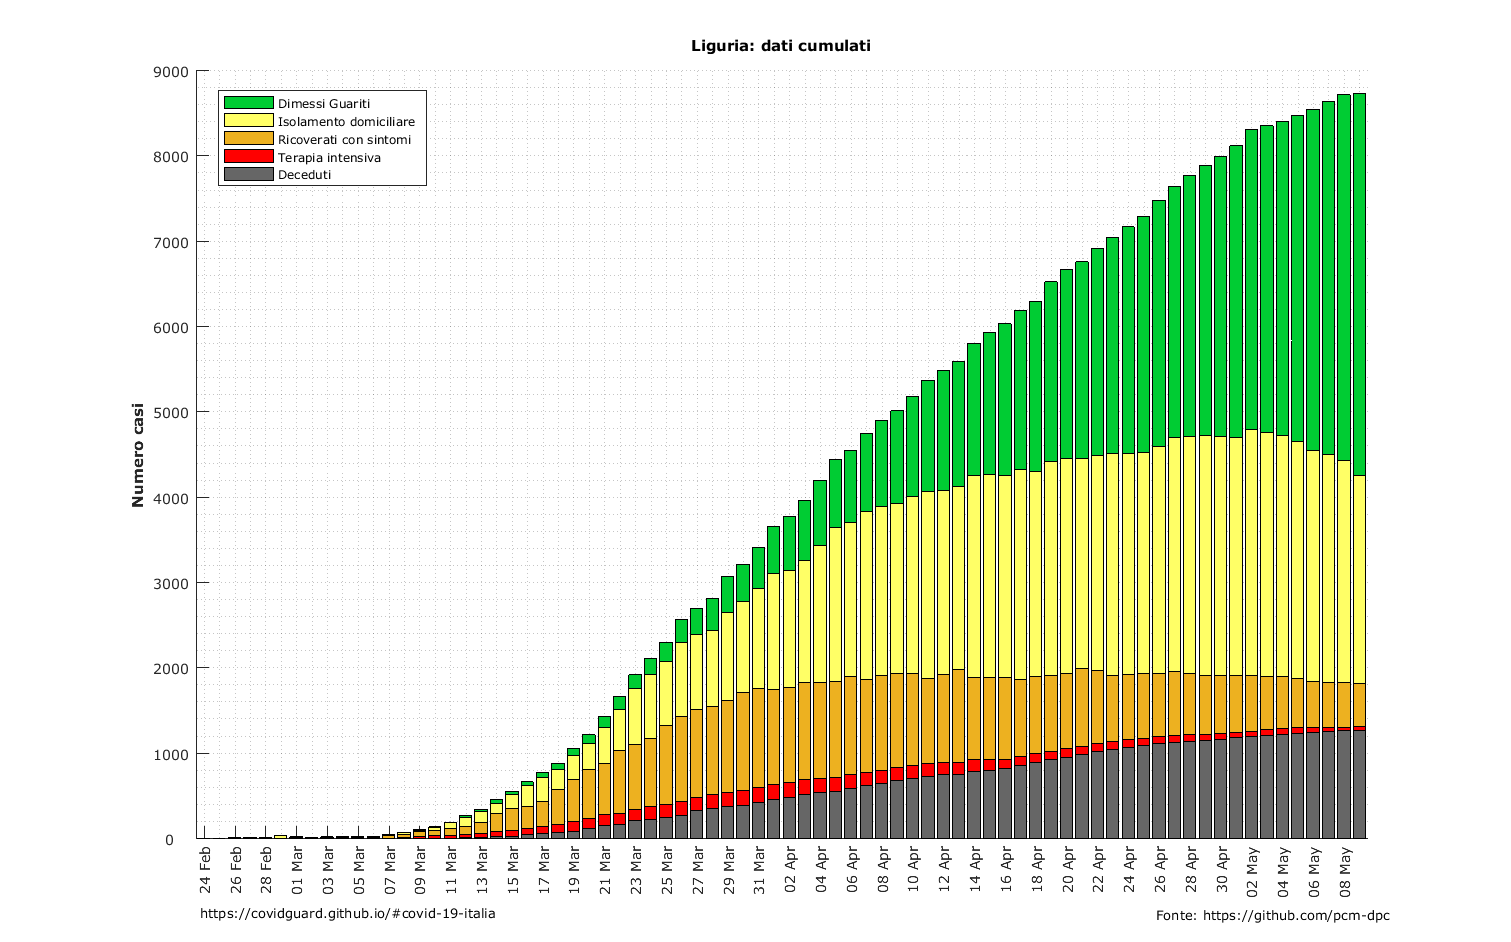 Liguria: dati cumulati
9000
8000
7000
6000
5000
4000
3000
2000
1000
0
Numero casi
Dimessi Guariti
Isolamento domiciliare
Ricoverati con sintomi
Terapia intensiva
Deceduti
24 Feb
26 Feb
28 Feb
01 Mar
03 Mar
05 Mar
07 Mar
09 Mar
11 Mar
13 Mar
15 Mar
17 Mar
19 Mar
21 Mar
23 Mar
25 Mar
27 Mar
29 Mar
31 Mar
02 Apr
04 Apr
06 Apr
08 Apr
10 Apr
12 Apr
14 Apr
16 Apr
18 Apr
20 Apr
22 Apr
24 Apr
26 Apr
28 Apr
30 Apr
02 May
04 May
06 May
08 May
https://covidguard.github.io/#covid-19-italia
Fonte: https://github.com/pcm-dpc